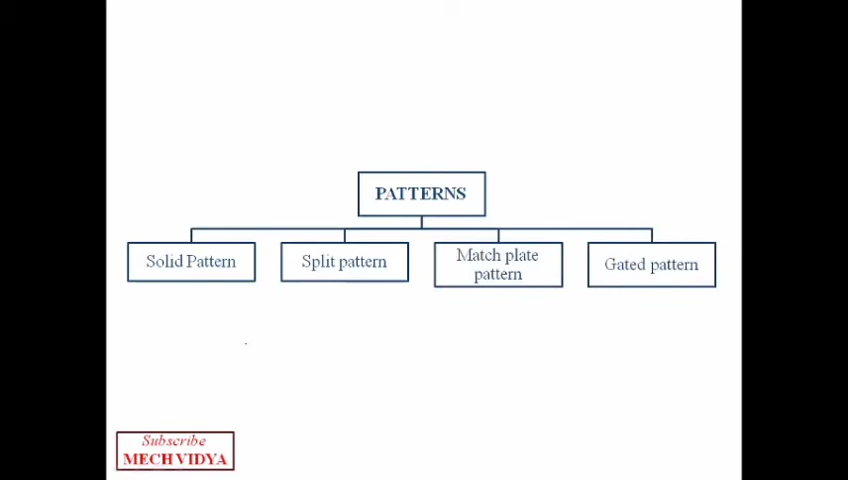 PATTERNS
Solid Pattern
Split pattern
Match plate
pattern
Gated pattern
Subscribe
MECH VIDYA